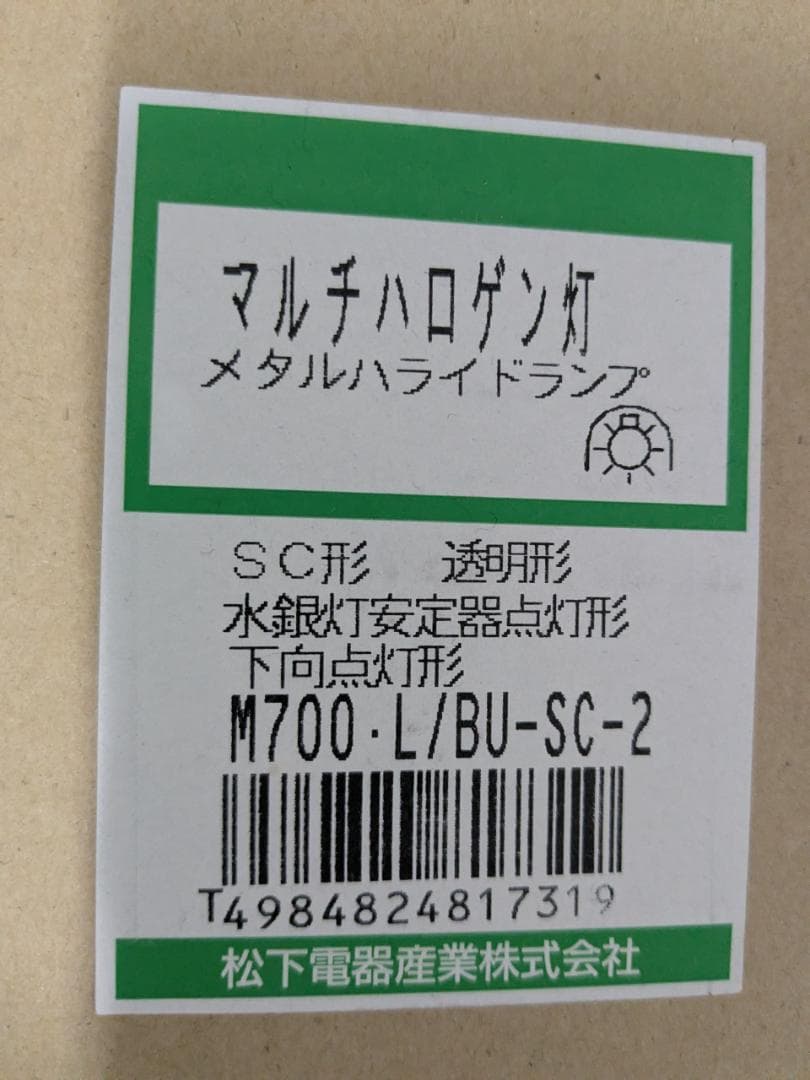 マルチハロゲン灯
メタルハライドランプ
SC形　透明形
水銀灯安定器点灯形
下向点灯形
M700・L/BU-SC-2
T4984824817319
松下電器産業株式会社